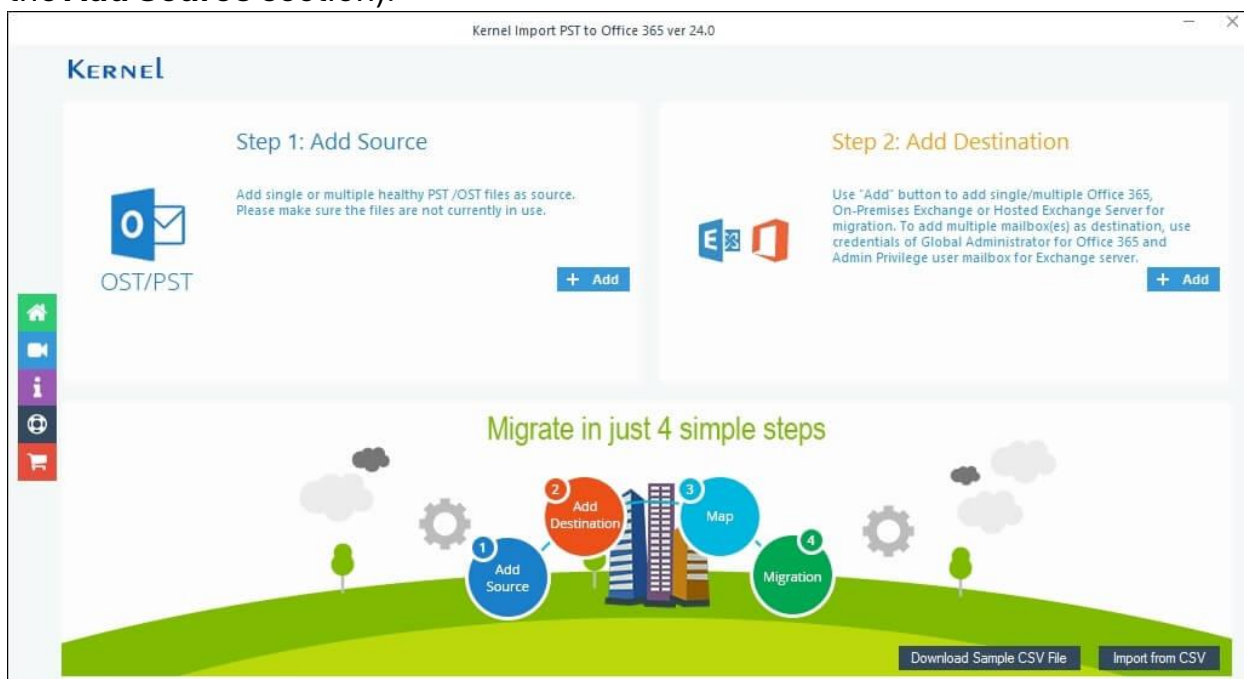 the Add Source section).
Kernel Import PST to Office 365 ver 24.0
KERNEL
Step 1: Add Source
Add single or multiple healthy PST /OST files as source.
Please make sure the files are not currently in use.
OST/PST
+ Add
Step 2: Add Destination
Use "Add" button to add single/multiple Office 365,
On-Premises Exchange or Hosted Exchange Server for
migration. To add multiple mailbox(es) as destination, use
credentials of Global Administrator for Office 365 and
Admin Privilege user mailbox for Exchange server.
+ Add
Migrate in just 4 simple steps
1
Add
Source
2
Add
Destination
3
Map
4
Migration
Download Sample CSV File
Import from CSV